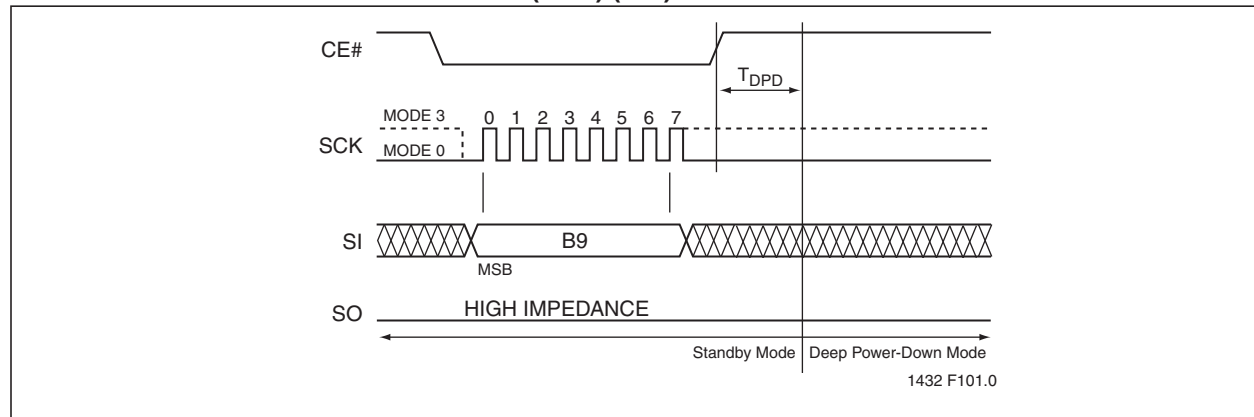 CE#
TDPD
MODE 3
0 1 2 3 4 5 6 7
SCK
MODE 0
SI
B9
MSB
SO
HIGH IMPEDANCE
Standby Mode
Deep Power-Down Mode
1432 F101.0